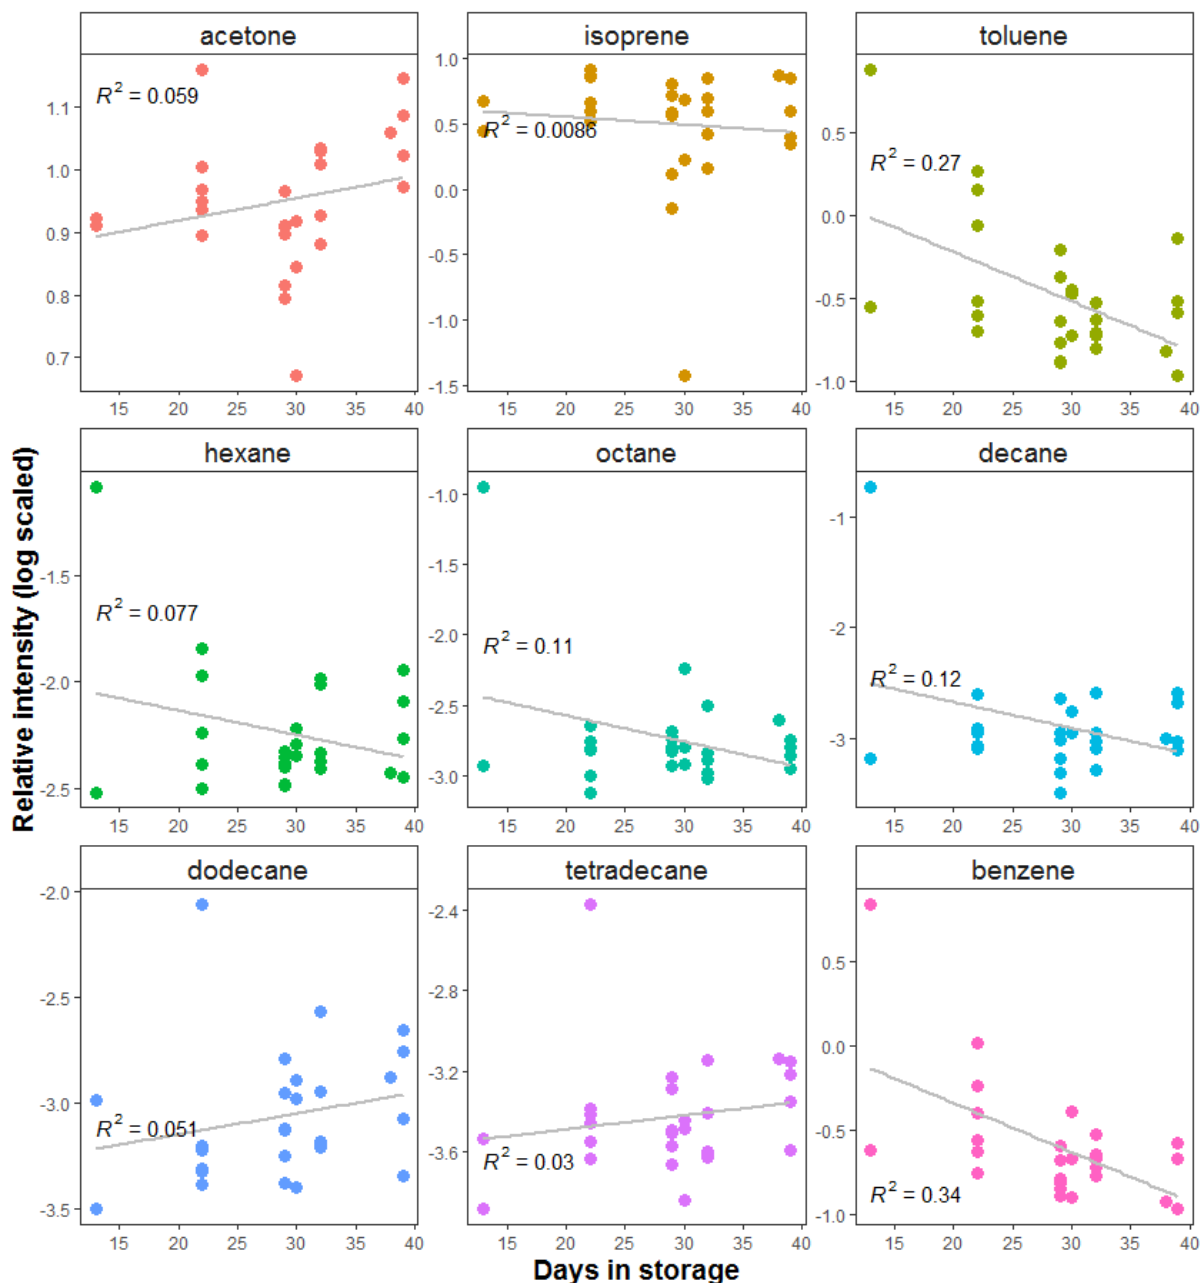 acetone
isoprene
toluene
R² = 0.059
R² = 0.0086
R² = 0.27
1.1
1.0
0.9
0.8
0.7
1.0
0.5
0.0
-0.5
-1.0
-1.5
0.5
0.0
-0.5
-1.0
15 20 25 30 35 40
15 20 25 30 35 40
15 20 25 30 35 40
Relative intensity (log scaled)
hexane
octane
decane
R² = 0.077
R² = 0.11
R² = 0.12
-1.5
-2.0
-2.5
-1.0
-1.5
-2.0
-2.5
-3.0
-1
-2
-3
15 20 25 30 35 40
15 20 25 30 35 40
15 20 25 30 35 40
dodecane
tetradecane
benzene
R² = 0.051
R² = 0.03
R² = 0.34
-2.0
-2.5
-3.0
-3.5
-2.4
-2.8
-3.2
-3.6
0.5
0.0
-0.5
-1.0
15 20 25 30 35 40
15 20 25 30 35 40
15 20 25 30 35 40
Days in storage